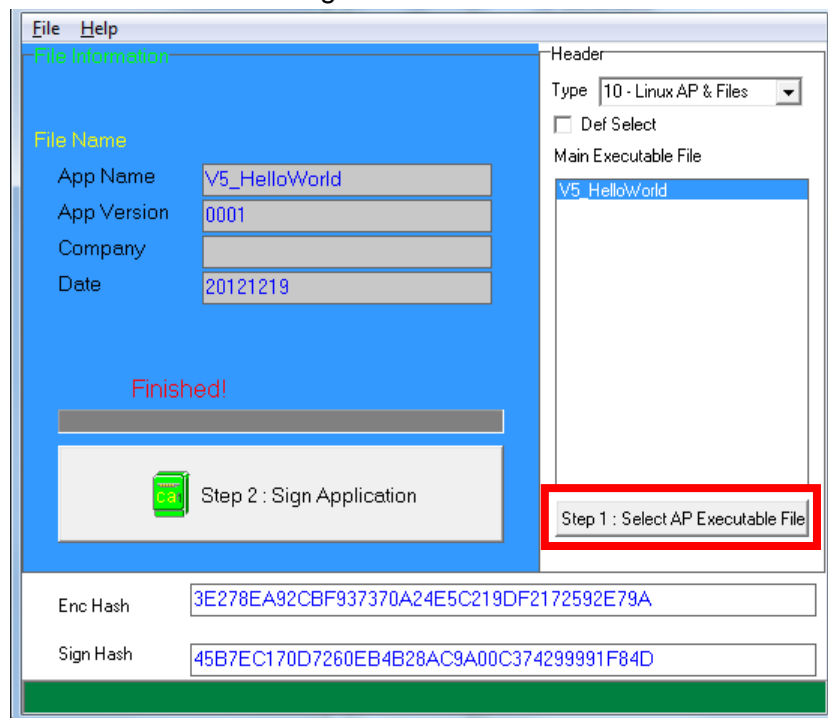 File Help
File Information
File Name
App Name V5_HelloWorld
App Version 0001
Company
Date 20121219
Finished!
ca
Step 2 : Sign Application
Header
Type 10 - Linux AP & Files
Def Select
Main Executable File
V5_HelloWorld
Step 1 : Select AP Executable File
Enc Hash 3E278EA92CBF937370A24E5C219DF2172592E79A
Sign Hash 45B7EC170D7260EB4B28AC9A00C374299991F84D